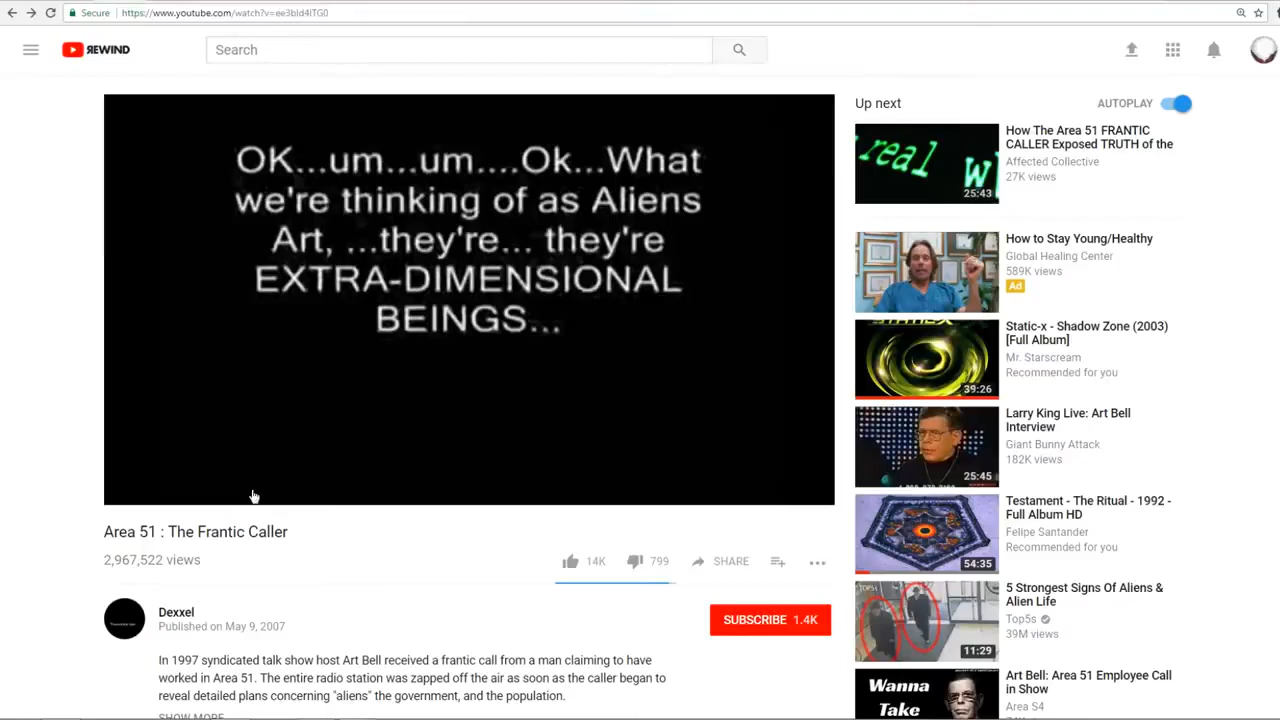 Secure
https://www.youtube.com/watch?v=ee3bld4lTG0
REWIND
Search
OK...um...um....Ok...What
we're thinking of as Aliens
Art, ...they're... they're
EXTRA-DIMENSIONAL
BEINGS...
Area 51 : The Frantic Caller
2,967,522 views
14K
799
SHARE
Dexxel
Published on May 9, 2007
SUBSCRIBE 1.4K
In 1997 syndicated talk show host Art Bell received a frantic call from a man claiming to have
worked in Area 51. The entire radio station was zapped off the air as soon as the caller began to
reveal detailed plans concerning "aliens" the government, and the population.
SHOW MORE
Up next
AUTOPLAY
real W
25:43
How The Area 51 FRANTIC
CALLER Exposed TRUTH of the
Affected Collective
27K views
How to Stay Young/Healthy
Global Healing Center
589K views
Ad
39:26
Static-x - Shadow Zone (2003)
[Full Album]
Mr. Starscream
Recommended for you
25:45
Larry King Live: Art Bell
Interview
Giant Bunny Attack
182K views
54:35
Testament - The Ritual - 1992 -
Full Album HD
Felipe Santander
Recommended for you
TOP5s
11:29
5 Strongest Signs Of Aliens &
Alien Life
Top5s
39M views
Wanna
Take
Art Bell: Area 51 Employee Call
in Show
Area S4